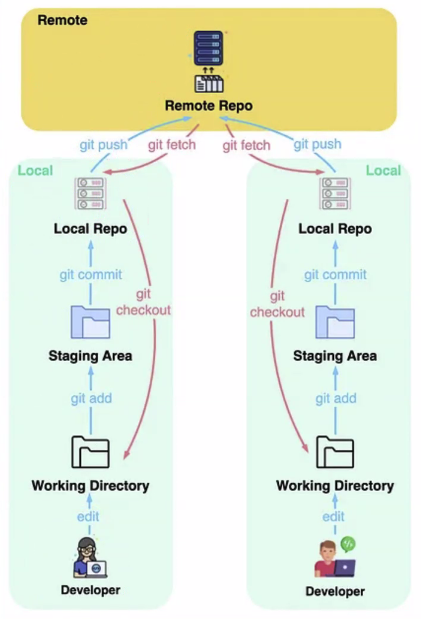 Remote
Remote Repo
git push
git fetch
git fetch
git push
Local
Local Repo
git commit
git
checkout
Staging Area
git add
Working Directory
edit
Developer
Local
Local Repo
git commit
git
checkout
Staging Area
git add
Working Directory
edit
Developer